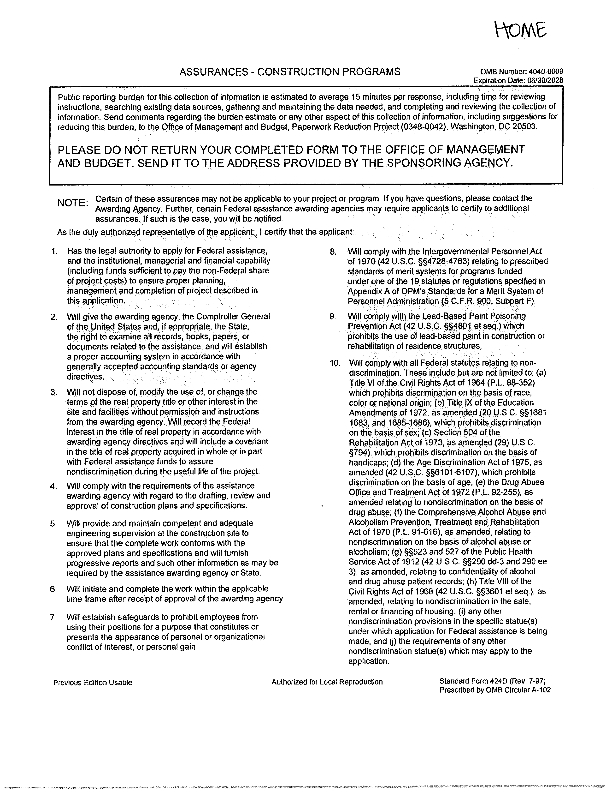 HOME
ASSURANCES - CONSTRUCTION PROGRAMS
OMB Number: 4040-0009
Expiration Date: 06/30/2028
Public reporting burden for this collection of information is estimated to average 15 minutes per response, including time for reviewing
instructions, searching existing data sources, gathering and maintaining the data needed, and completing and reviewing the collection of
information. Send comments regarding the burden estimate or any other aspect of this collection of information, including suggestions for
reducing this burden, to the Office of Management and Budget, Paperwork Reduction Project (0348-0042), Washington, DC 20503.
PLEASE DO NOT RETURN YOUR COMPLETED FORM TO THE OFFICE OF MANAGEMENT
AND BUDGET. SEND IT TO THE ADDRESS PROVIDED BY THE SPONSORING AGENCY.
NOTE: Certain of these assurances may not be applicable to your project or program. If you have questions, please contact the
Awarding Agency. Further, certain Federal assistance awarding agencies may require applicants to certify to additional
assurances. If such is the case, you will be notified.
As the duly authorized representative of the applicant, I certify that the applicant:
1. Has the legal authority to apply for Federal assistance,
and the institutional, managerial and financial capability
(including funds sufficient to pay the non-Federal share
of project costs) to ensure proper planning,
management and completion of project described in
this application.
2. Will give the awarding agency, the Comptroller General
of the United States and, if appropriate, the State,
the right to examine all records, books, papers, or
documents related to the assistance, and will establish
a proper accounting system in accordance with
generally accepted accounting standards or agency
directives.
3. Will not dispose of, modify the use of, or change the
terms of the real property title or other interest in the
site and facilities without permission and instructions
from the awarding agency. Will record the Federal
interest in the title of real property in accordance with
awarding agency directives and will include a covenant
in the title of real property acquired in whole or in part
with Federal assistance funds to assure
nondiscrimination during the useful life of the project.
4. Will comply with the requirements of the assistance
awarding agency with regard to the drafting, review and
approval of construction plans and specifications.
5 Will provide and maintain competent and adequate
engineering supervision at the construction site to
ensure that the complete work conforms with the
approved plans and specifications and will furnish
progressive reports and such other information as may be
required by the assistance awarding agency or State.
6 Will initiate and complete the work within the applicable
time frame after receipt of approval of the awarding agency
7 Will establish safeguards to prohibit employees from
using their positions for a purpose that constitutes or
presents the appearance of personal or organizational
conflict of interest, or personal gain
8. Will comply with the Intergovernmental Personnel Act
of 1970 (42 U.S.C. §§4728-4763) relating to prescribed
standards of merit systems for programs funded
under one of the 19 statutes or regulations specified in
Appendix A of OPM's Standards for a Merit System of
Personnel Administration (5 C.F.R. 900, Subpart F).
9. Will comply with the Lead-Based Paint Poisoning
Prevention Act (42 U.S.C. §§4801 et seq.) which
prohibits the use of lead-based paint in construction or
rehabilitation of residence structures.
10. Will comply with all Federal statutes relating to non-
discrimination. These include but are not limited to: (a)
Title VI of the Civil Rights Act of 1964 (P.L. 88-352)
which prohibits discrimination on the basis of race,
color or national origin; (b) Title IX of the Education
Amendments of 1972, as amended (20 U.S.C. §§1681
1683, and 1685-1686), which prohibits discrimination
on the basis of sex; (c) Section 504 of the
Rehabilitation Act of 1973, as amended (29) U.S.C.
§794), which prohibits discrimination on the basis of
handicaps; (d) the Age Discrimination Act of 1975, as
amended (42 U.S.C. §§6101-6107), which prohibits
discrimination on the basis of age, (e) the Drug Abuse
Office and Treatment Act of 1972 (P.L. 92-255), as
amended relating to nondiscrimination on the basis of
drug abuse; (f) the Comprehensive Alcohol Abuse and
Alcoholism Prevention, Treatment and Rehabilitation
Act of 1970 (P.L. 91-616), as amended, relating to
nondiscrimination on the basis of alcohol abuse or
alcoholism; (g) §§523 and 527 of the Public Health
Service Act of 1912 (42 U.S.C. §§290 dd-3 and 290 ee
3), as amended, relating to confidentiality of alcohol
and drug abuse patient records; (h) Title VIII of the
Civil Rights Act of 1968 (42 U.S.C. §§3601 et seq.), as
amended, relating to nondiscrimination in the sale,
rental or financing of housing, (i) any other
nondiscrimination provisions in the specific statue(s)
under which application for Federal assistance is being
made, and (j) the requirements of any other
nondiscrimination statue(s) which may apply to the
application.
Previous Edition Usable
Authorized for Local Reproduction
Standard Form 424D (Rev. 7-97)
Prescribed by OMB Circular A-102